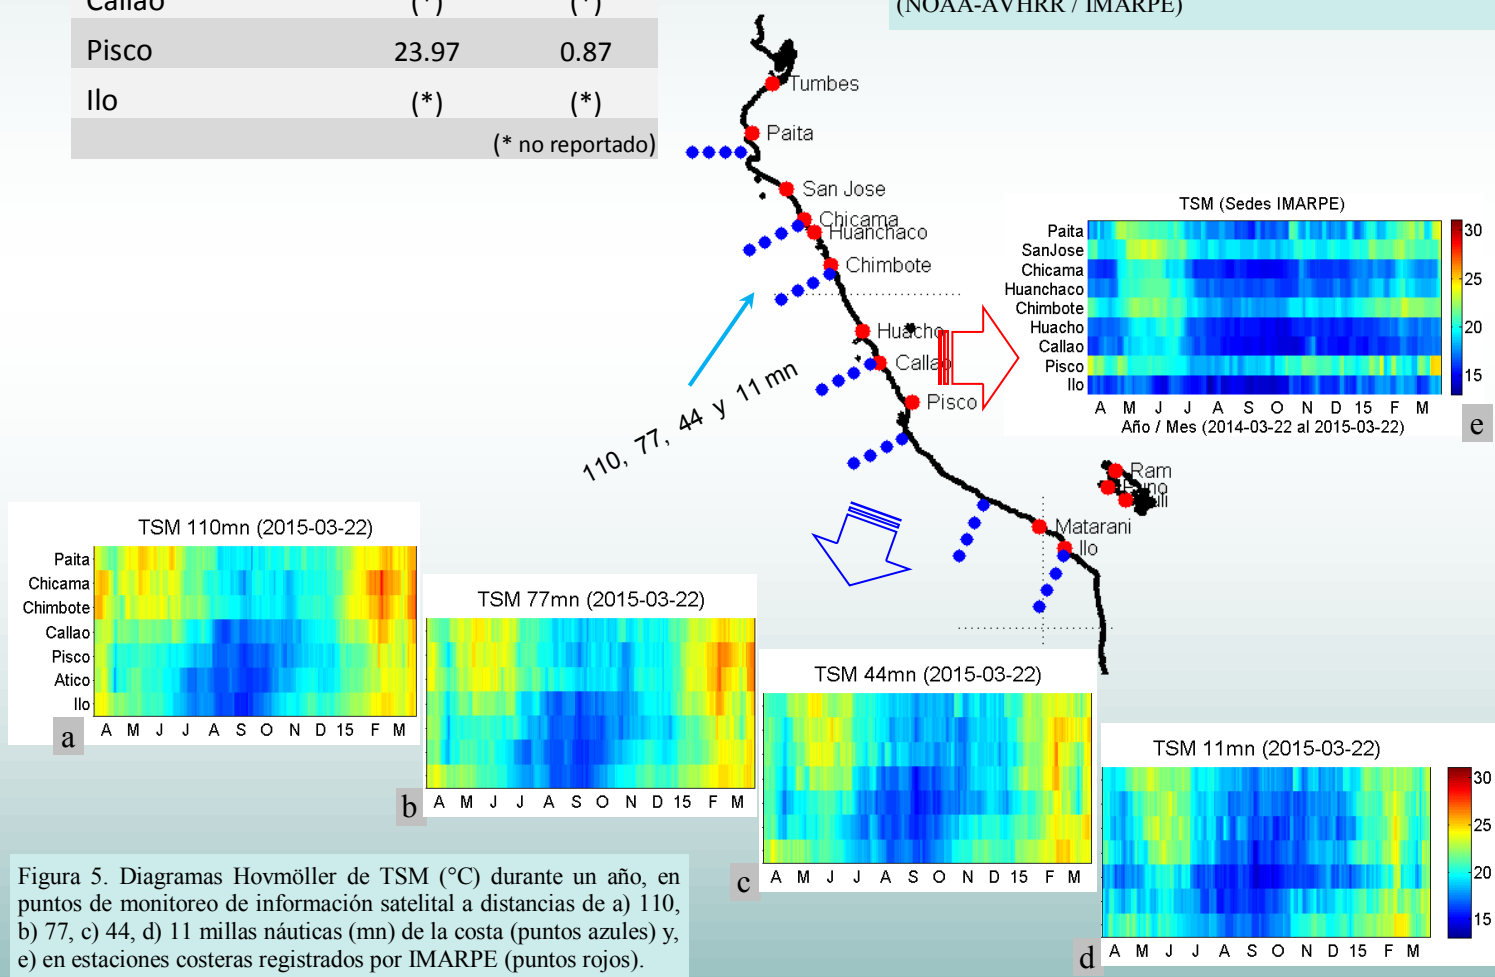 Callao (*) (*)
Pisco 23.97 0.87
Ilo (*) (*)
(* no reportado)
(NOAA-AVHRR / IMARPE)
Tumbes
Paita
San Jose
Chicama
Huanchaco
Chimbote
Huacho
Callao
Pisco
Matarani
Ilo
Ram
110, 77, 44 y 11 mn
TSM (Sedes IMARPE)
Paita
SanJose
Chicama
Huanchaco
Chimbote
Huacho
Callao
Pisco
Ilo
A M J J A S O N D 15 F M
Año / Mes (2014-03-22 al 2015-03-22)
30
25
20
15
e
TSM 110mn (2015-03-22)
Paita
Chicama
Chimbote
Callao
Pisco
Atico
Ilo
A M J J A S O N D 15 F M
a
TSM 77mn (2015-03-22)
A M J J A S O N D 15 F M
b
TSM 44mn (2015-03-22)
A M J J A S O N D 15 F M
c
TSM 11mn (2015-03-22)
30
25
20
15
A M J J A S O N D 15 F M
d
Figura 5. Diagramas Hovmöller de TSM (°C) durante un año, en
puntos de monitoreo de información satelital a distancias de a) 110,
b) 77, c) 44, d) 11 millas náuticas (mn) de la costa (puntos azules) y,
e) en estaciones costeras registrados por IMARPE (puntos rojos).